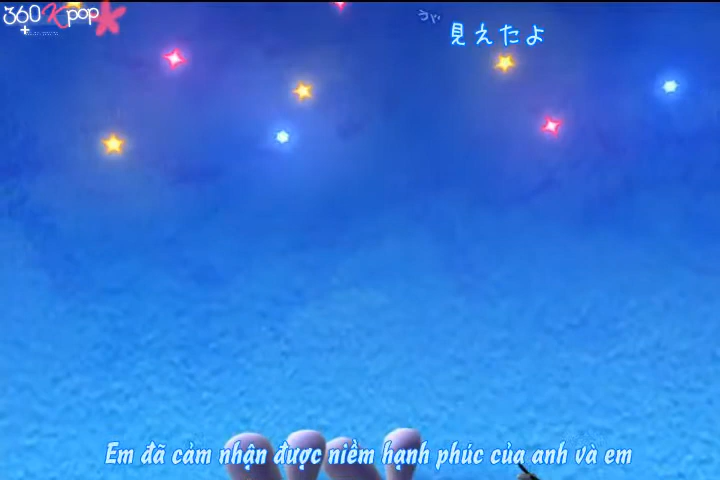 360Kpop
見えたよ
Em đã cảm nhận được niềm hạnh phúc của anh và em